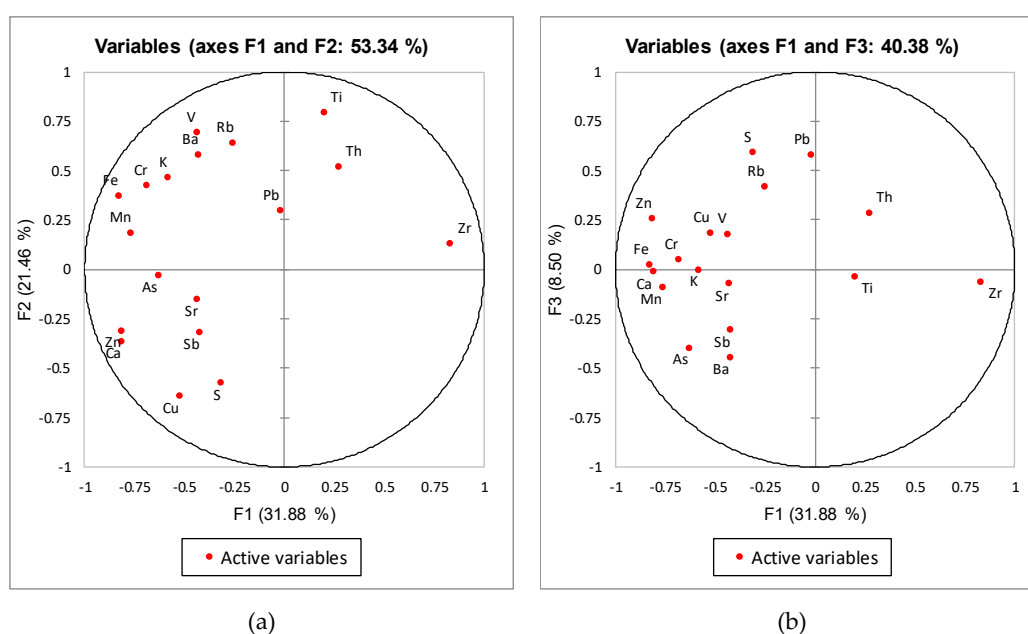 Variables (axes F1 and F2: 53.34 %)
1
0.75
0.5
0.25
0
-0.25
-0.5
-0.75
-1
F2 (21.46 %)
Ti
V
Rb
Ba
Th
K
Cr
Fe
Pb
Mn
Zr
As
Sr
Zn
Sb
Ca
S
Cu
-1 -0.75 -0.5 -0.25 0 0.25 0.5 0.75 1
F1 (31.88 %)
Active variables
(a)
Variables (axes F1 and F3: 40.38 %)
1
0.75
0.5
0.25
0
-0.25
-0.5
-0.75
-1
F3 (8.50 %)
S
Pb
Rb
Zn
Th
Cu
V
Fe
Cr
Ca
K
Mn
Sr
Ti
Zr
Sb
As
Ba
-1 -0.75 -0.5 -0.25 0 0.25 0.5 0.75 1
F1 (31.88 %)
Active variables
(b)